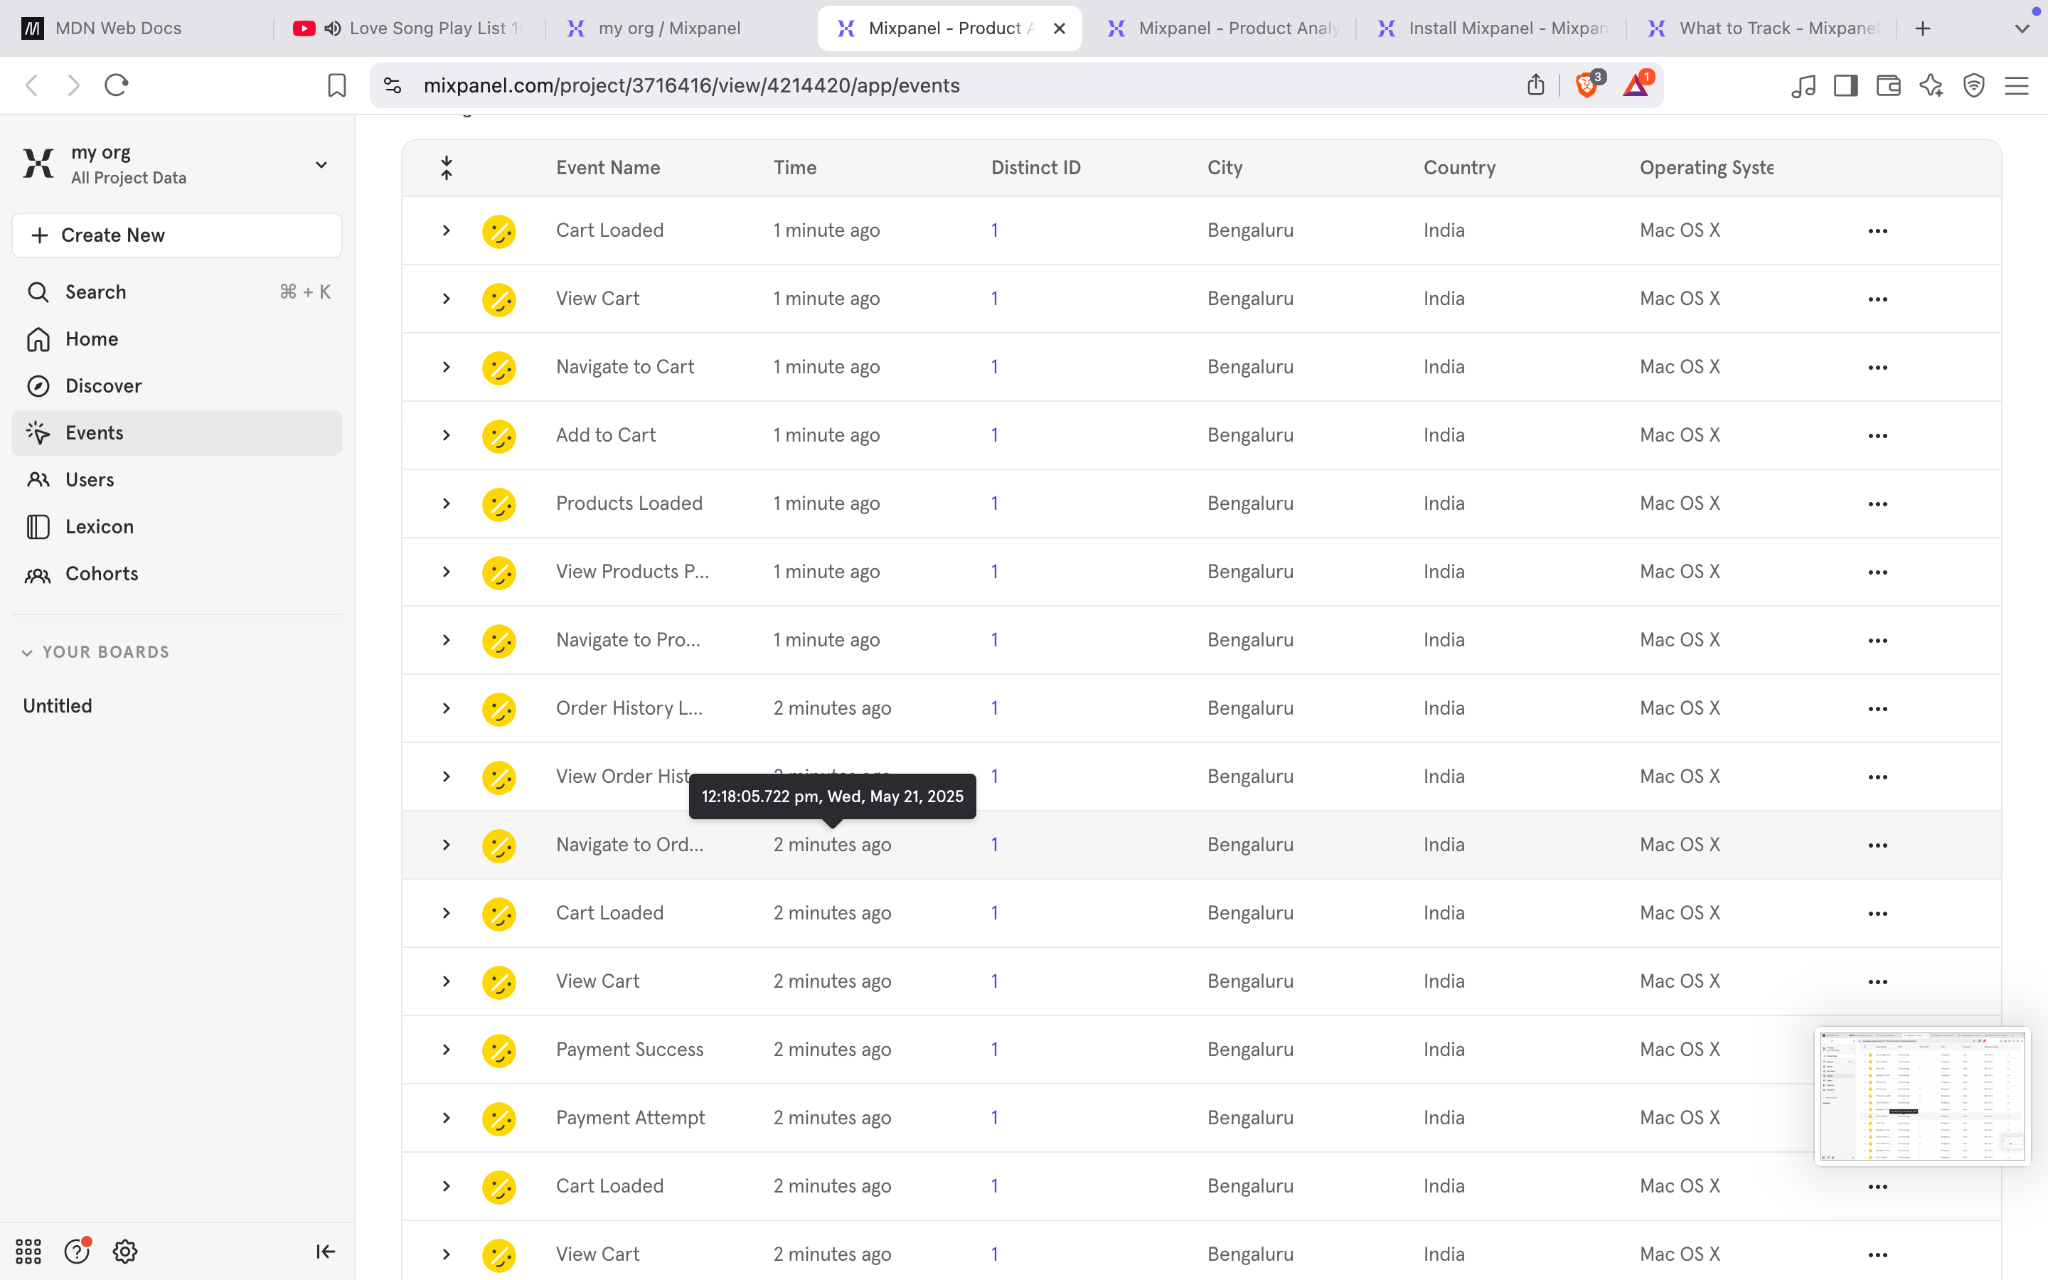 MDN Web Docs
Love Song Play List
my org / Mixpanel
Mixpanel - Product
Mixpanel - Product Analy
Install Mixpanel - Mixpan
What to Track - Mixpanel
mixpanel.com/project/3716416/view/4214420/app/events
3
1
my org
All Project Data
Create New
Search ⌘ + K
Home
Discover
Events
Users
Lexicon
Cohorts
YOUR BOARDS
Untitled
Event Name Time Distinct ID City Country Operating Syste
Cart Loaded 1 minute ago 1 Bengaluru India Mac OS X
View Cart 1 minute ago 1 Bengaluru India Mac OS X
Navigate to Cart 1 minute ago 1 Bengaluru India Mac OS X
Add to Cart 1 minute ago 1 Bengaluru India Mac OS X
Products Loaded 1 minute ago 1 Bengaluru India Mac OS X
View Products P... 1 minute ago 1 Bengaluru India Mac OS X
Navigate to Pro... 1 minute ago 1 Bengaluru India Mac OS X
Order History L... 2 minutes ago 1 Bengaluru India Mac OS X
View Order Hist 1 Bengaluru India Mac OS X
12:18:05.722 pm, Wed, May 21, 2025
Navigate to Ord... 2 minutes ago 1 Bengaluru India Mac OS X
Cart Loaded 2 minutes ago 1 Bengaluru India Mac OS X
View Cart 2 minutes ago 1 Bengaluru India Mac OS X
Payment Success 2 minutes ago 1 Bengaluru India Mac OS X
Payment Attempt 2 minutes ago 1 Bengaluru India Mac OS X
Cart Loaded 2 minutes ago 1 Bengaluru India Mac OS X
View Cart 2 minutes ago 1 Bengaluru India Mac OS X